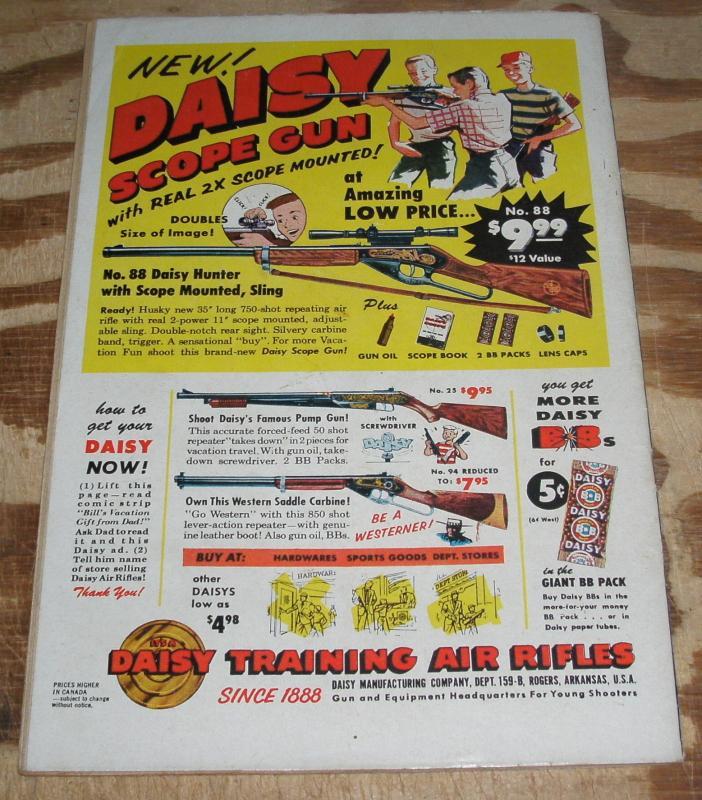 NEW!
DAISY
SCOPE GUN
with REAL 2X SCOPE MOUNTED!
at
Amazing
LOW PRICE...
No. 88
$9.99
$12 Value
DOUBLES
Size of Image!
CLICK! CLICK!
No. 88 Daisy Hunter
with Scope Mounted, Sling
Ready! Husky new 35" long 750-shot repeating air
rifle with real 2-power 11" scope mounted, adjust-
able sling. Double-notch rear sight. Silvery carbine
band, trigger. A sensational "buy". For more Vaca-
tion Fun shoot this brand-new Daisy Scope Gun!
Plus
GUN OIL
SCOPE BOOK
2 BB PACKS
LENS CAPS
how to
get your
DAISY
NOW!
(1) Lift this
page—read
comic strip
"Bill's Vacation
Gift from Dad!"
Ask Dad to read
it and this
Daisy ad. (2)
Tell him name
of store selling
Daisy Air Rifles!
Thank You!
No. 25 $9.95
Shoot Daisy's Famous Pump Gun!
This accurate forced-feed 50 shot
repeater "takes down" in 2 pieces for
vacation travel. With gun oil, take-
down screwdriver. 2 BB Packs.
with
SCREWDRIVER
DAISY
No. 94 REDUCED
TO: $7.95
Own This Western Saddle Carbine!
"Go Western" with this 850 shot
lever-action repeater—with genu-
ine leather boot! Also gun oil, BBs.
BE A
WESTERNER!
you get
MORE
DAISY
BBs
for
5¢
(6¢ West)
DAISY
BB
DAISY
DAISY
in the
GIANT BB PACK
Buy Daisy BBs in the
more-for-your money
BB Pack . . . or in
Daisy paper tubes.
BUY AT: HARDWARES SPORTS GOODS DEPT. STORES
other
DAISYS
low as
$4.98
HARDWARE
DEPT STORE
IT'S A
DAISY TRAINING AIR RIFLES
PRICES HIGHER
IN CANADA
—subject to change
without notice.
SINCE 1888
DAISY MANUFACTURING COMPANY, DEPT. 159-B, ROGERS, ARKANSAS, U.S.A.
Gun and Equipment Headquarters For Young Shooters